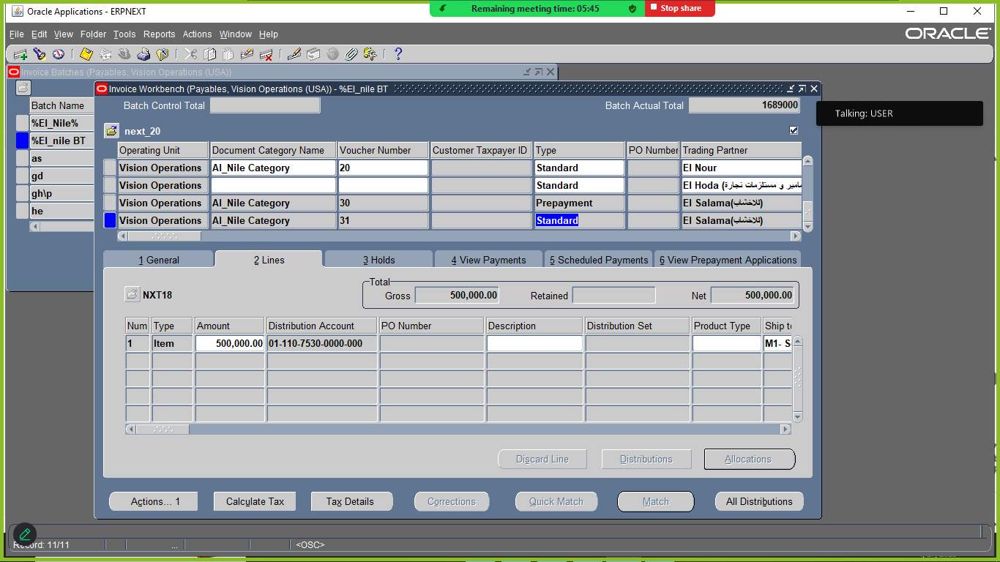 Oracle Applications - ERPNEXT
Remaining meeting time: 05:45
Stop share
File Edit View Folder Tools Reports Actions Window Help
ORACLE
Invoice Batches (Payables, Vision Operations (USA))
Invoice Workbench (Payables, Vision Operations (USA)) - %El_nile BT
Batch Name
%El_Nile%
%El_nile BT
as
gd
gh\p
he
Batch Control Total
Batch Actual Total 1689000
Talking: USER
next_20
Operating Unit Document Category Name Voucher Number Customer Taxpayer ID Type PO Number Trading Partner
Vision Operations Al_Nile Category 20 Standard El Nour
Vision Operations Standard El Hoda (مستلزمات نجارة و
Vision Operations Al_Nile Category 30 Prepayment El Salama(للاخشاب)
Vision Operations Al_Nile Category 31 Standard El Salama(للاخشاب)
1 General 2 Lines 3 Holds 4 View Payments 5 Scheduled Payments 6 View Prepayment Applications
NXT18
Total
Gross 500,000.00 Retained Net 500,000.00
Num Type Amount Distribution Account PO Number Description Distribution Set Product Type Ship to
1 Item 500,000.00 01-110-7530-0000-000 M1- S
Discard Line Distributions Allocations
Actions... 1 Calculate Tax Tax Details Corrections Quick Match Match All Distributions
Record: 11/11 ... <OSC>